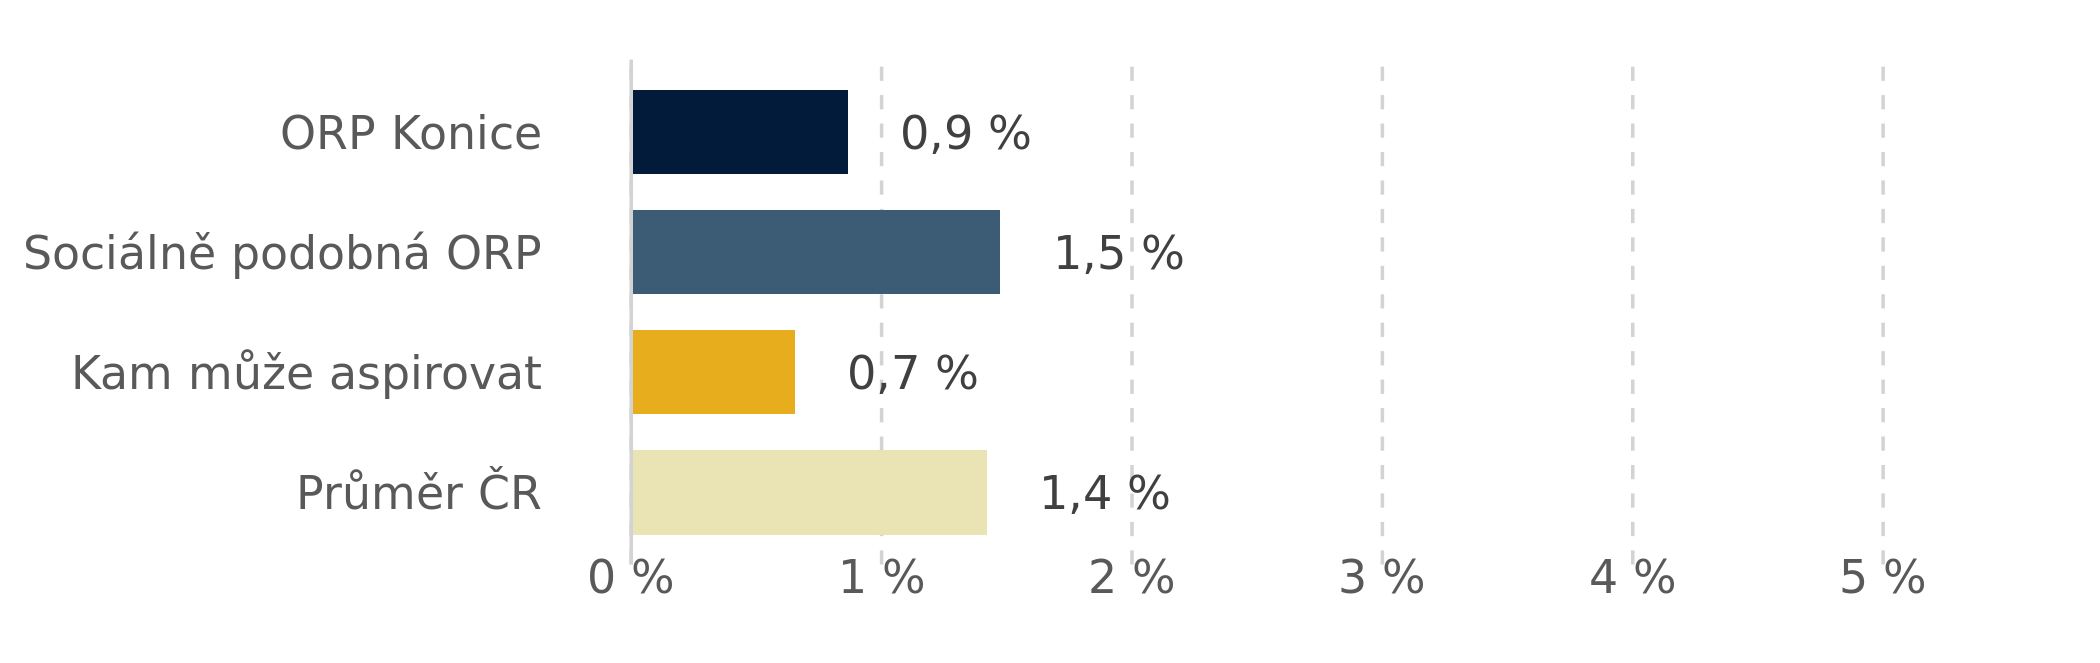 ORP Konice 0,9 %
Sociálně podobná ORP 1,5 %
Kam může aspirovat 0,7 %
Průměr ČR 1,4 %
0 % 1 % 2 % 3 % 4 % 5 %